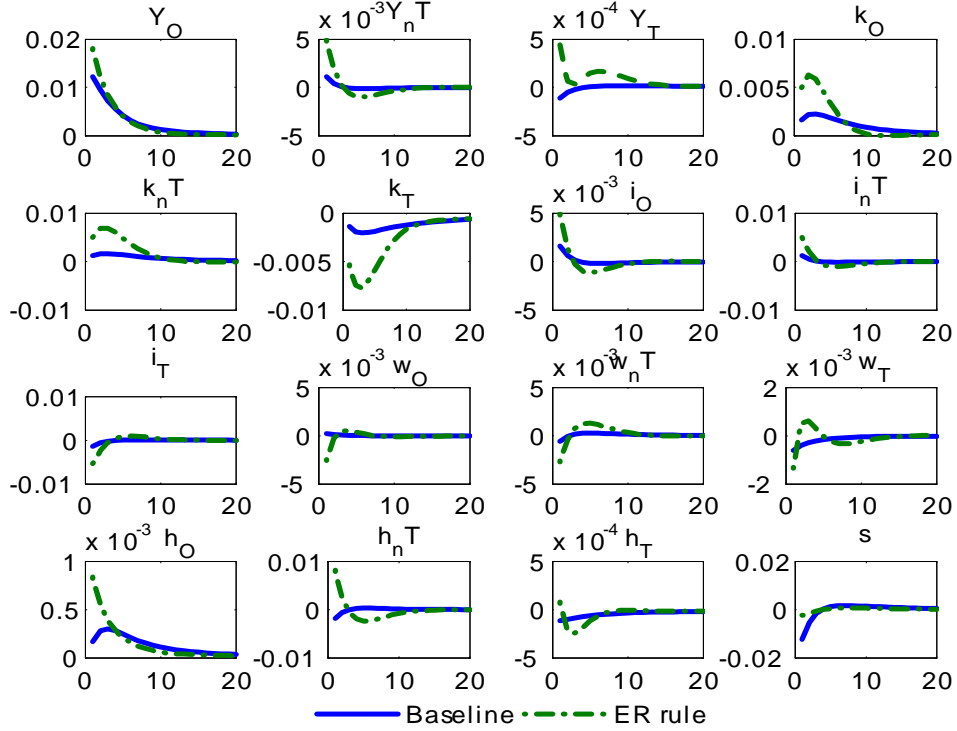 Y_O
0.02
0.01
0
0 10 20
x 10^-3 Y_nT
5
0
-5
0 10 20
x 10^-4 Y_T
5
0
-5
0 10 20
k_O
0.01
0.005
0
0 10 20
k_nT
0.01
0
-0.01
0 10 20
k_T
0
-0.005
-0.01
0 10 20
x 10^-3 i_O
5
0
-5
0 10 20
i_nT
0.01
0
-0.01
0 10 20
i_T
0.01
0
-0.01
0 10 20
x 10^-3 w_O
5
0
-5
0 10 20
x 10^-3 w_nT
5
0
-5
0 10 20
x 10^-3 w_T
2
0
-2
0 10 20
x 10^-3 h_O
1
0.5
0
0 10 20
h_nT
0.01
0
-0.01
0 10 20
x 10^-4 h_T
5
0
-5
0 10 20
s
0.02
0
-0.02
0 10 20
Baseline
ER rule